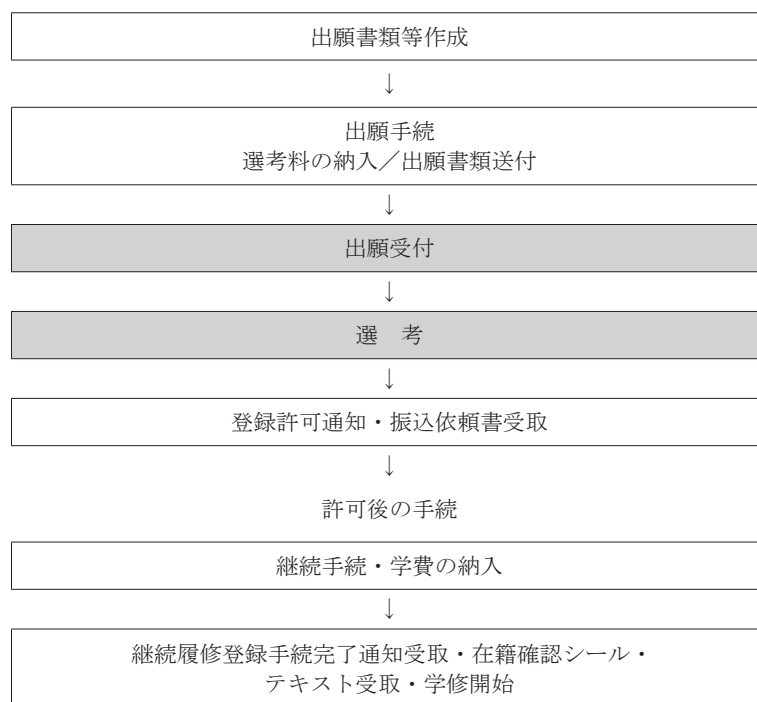 出願書類等作成
↓
出願手続
選考料の納入／出願書類送付
↓
出願受付
↓
選　考
↓
登録許可通知・振込依頼書受取
↓
許可後の手続
継続手続・学費の納入
↓
継続履修登録手続完了通知受取・在籍確認シール・
テキスト受取・学修開始